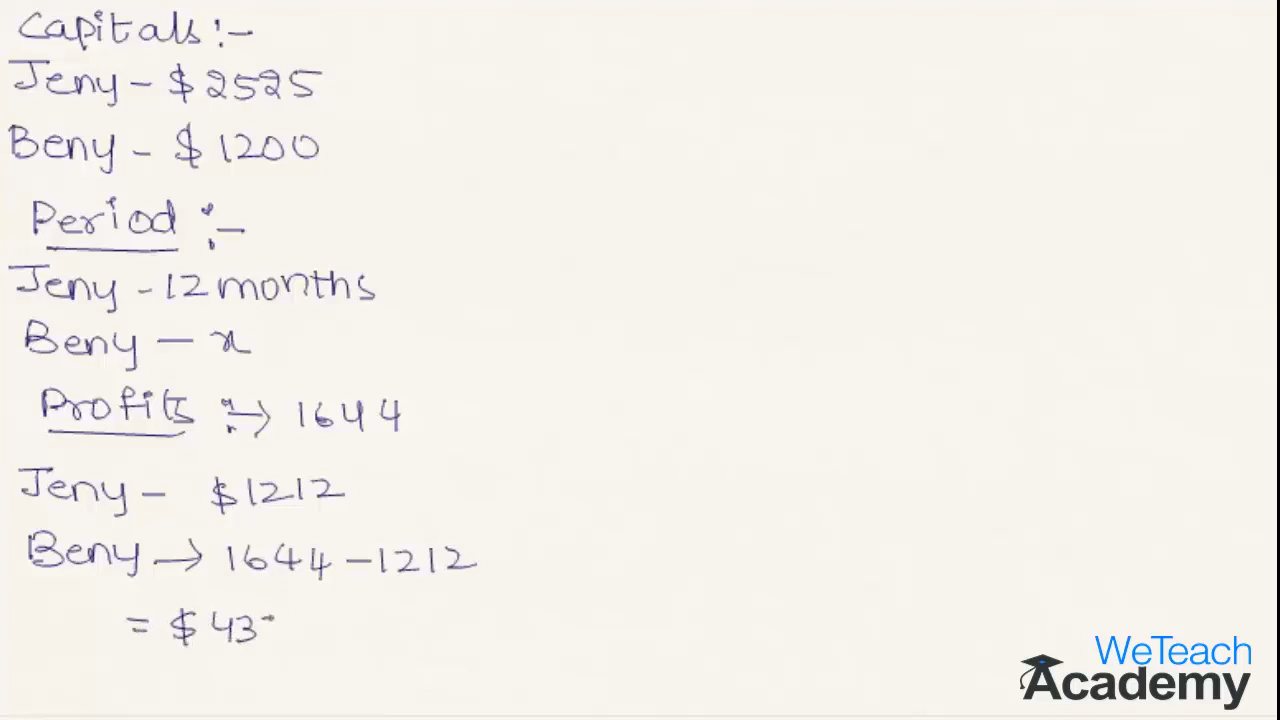 Capitals :-
Jeny - $ 2525
Beny - $ 1200
Period :-
Jeny - 12 months
Beny - x
Profits :-> 1644
Jeny - $1212
Beny → 1644 - 1212
= $ 43
WeTeach
Academy